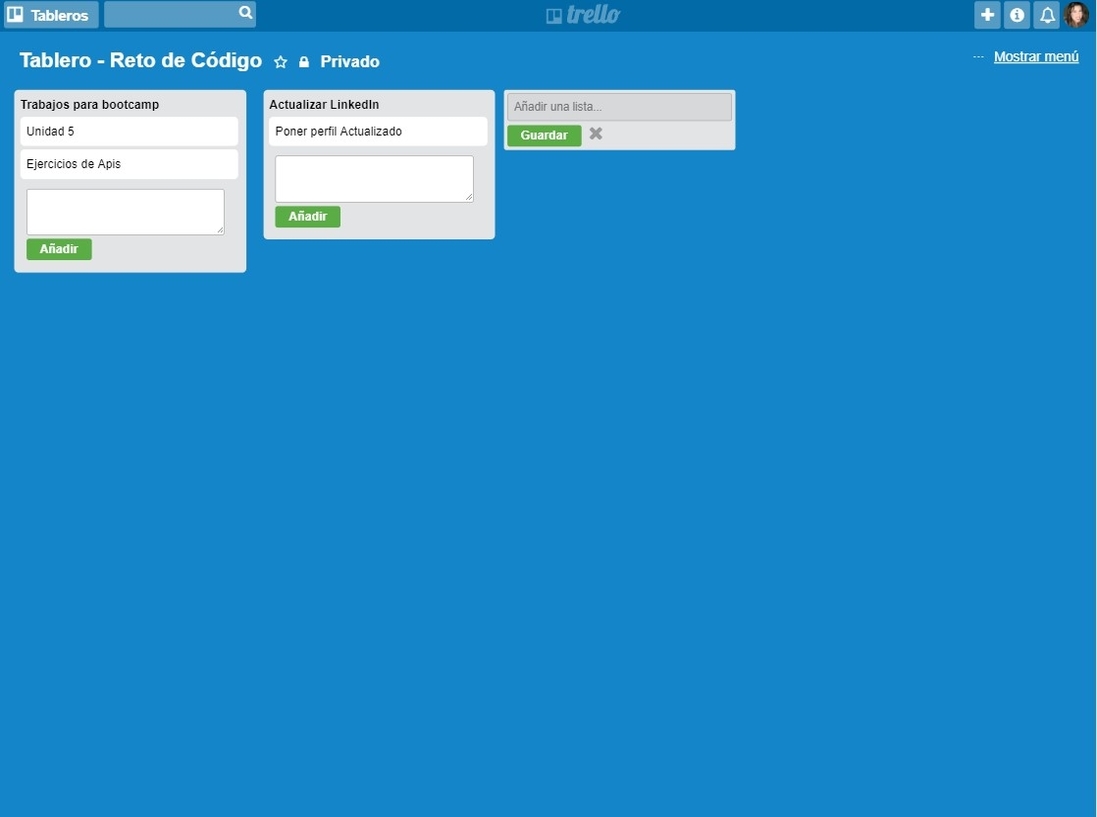 Tableros
trello
Tablero - Reto de Código Privado
Mostrar menú
Trabajos para bootcamp
Unidad 5
Ejercicios de Apis
Añadir
Actualizar LinkedIn
Poner perfil Actualizado
Añadir
Añadir una lista...
Guardar